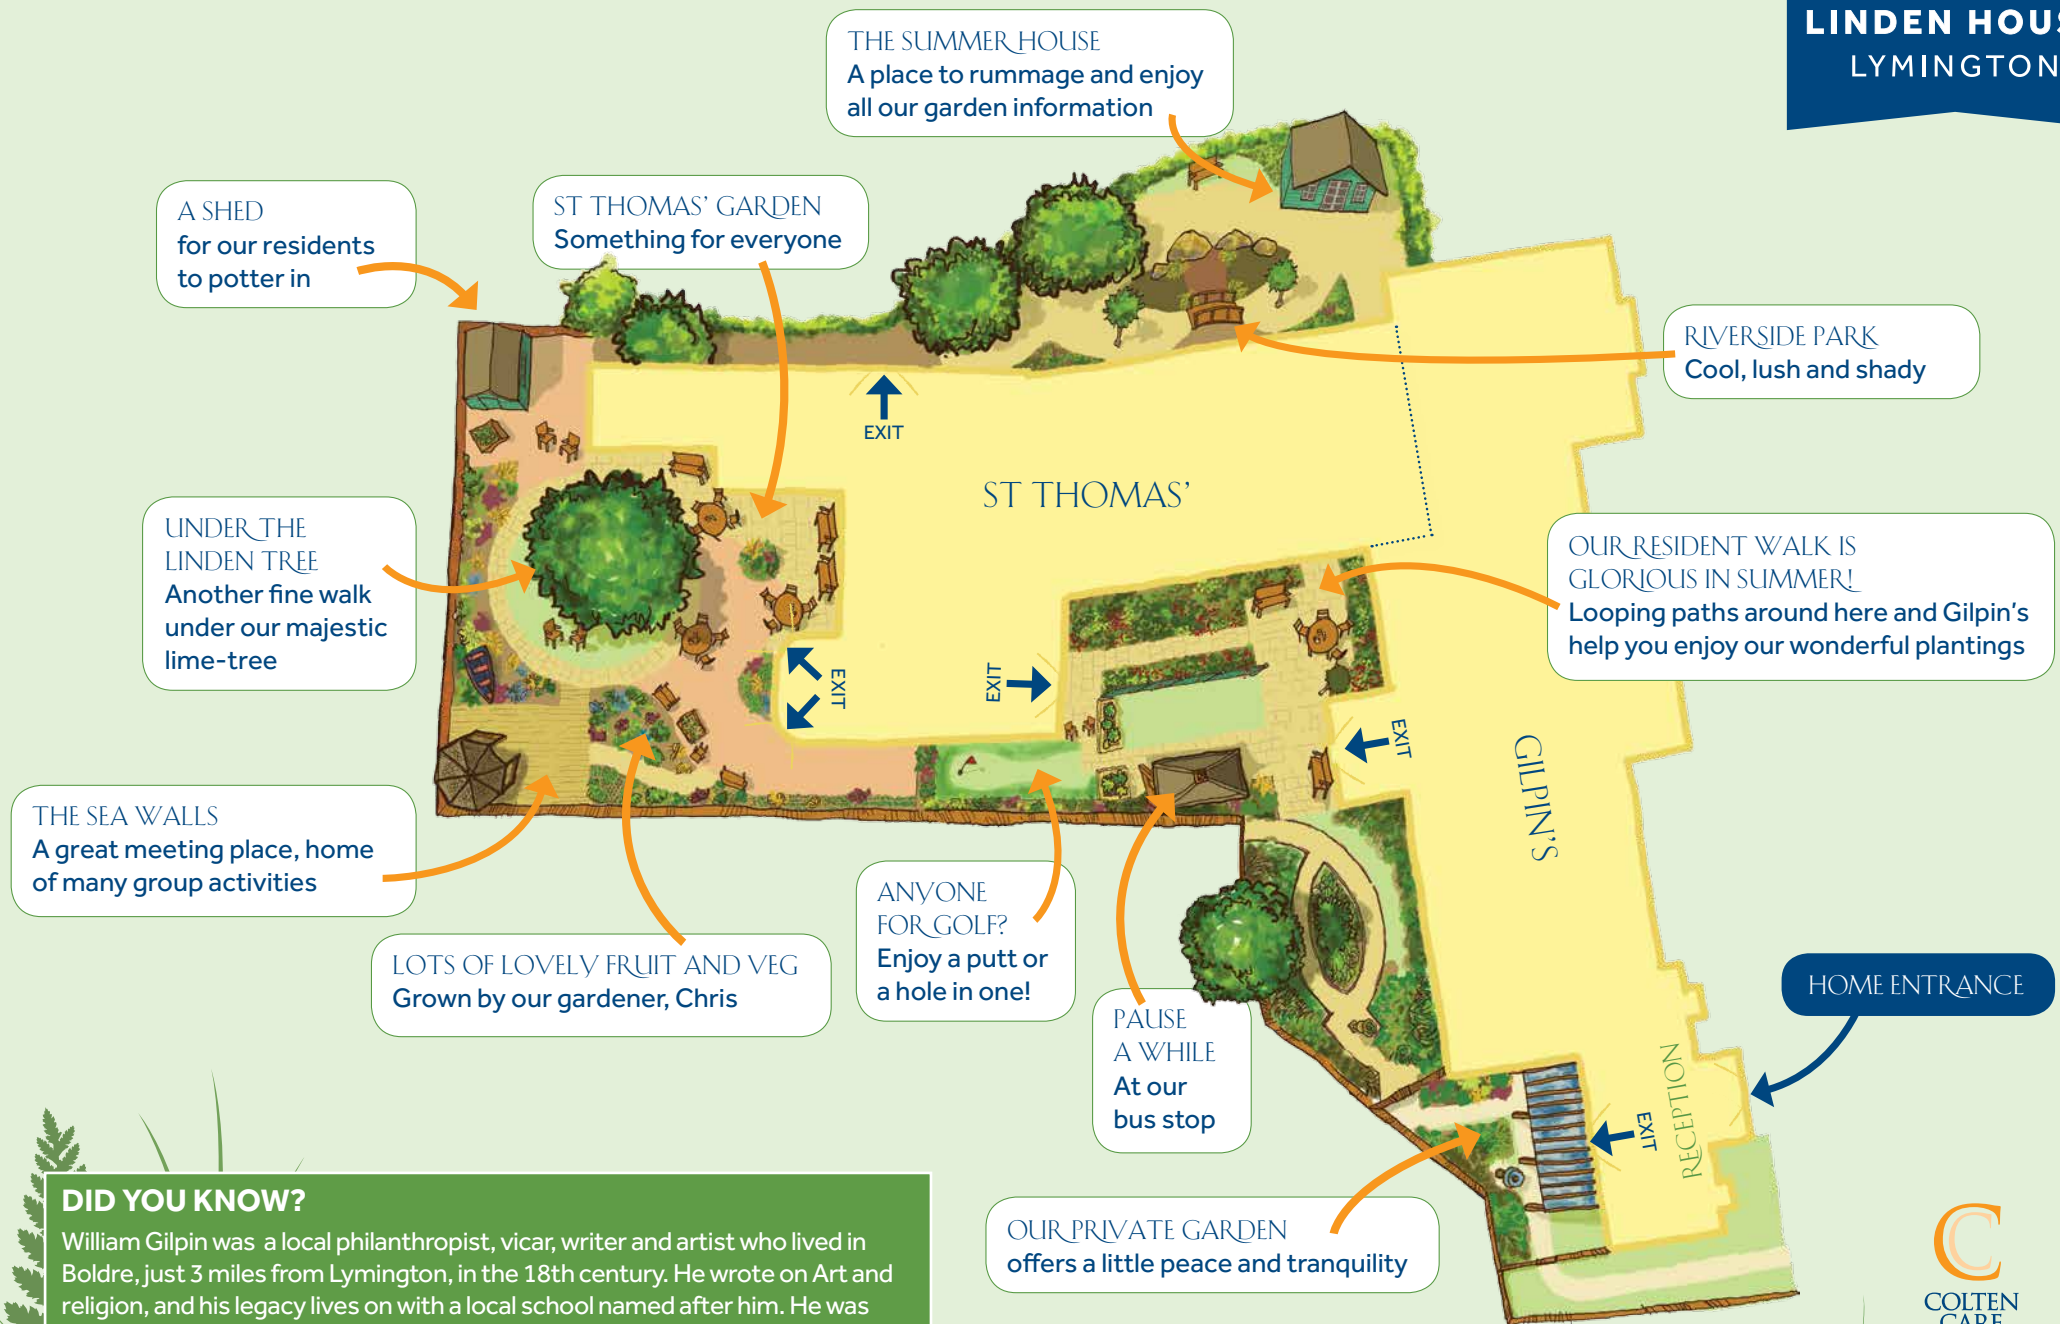 LINDEN HOUS
LYMINGTON
THE SUMMER HOUSE
A place to rummage and enjoy
all our garden information
A SHED
for our residents
to potter in
ST THOMAS' GARDEN
Something for everyone
RIVERSIDE PARK
Cool, lush and shady
EXIT
ST THOMAS'
UNDER THE
LINDEN TREE
Another fine walk
under our majestic
lime-tree
OUR RESIDENT WALK IS
GLORIOUS IN SUMMER!
Looping paths around here and Gilpin's
help you enjoy our wonderful plantings
EXIT
EXIT
EXIT
GILPIN'S
THE SEA WALLS
A great meeting place, home
of many group activities
LOTS OF LOVELY FRUIT AND VEG
Grown by our gardener, Chris
ANYONE
FOR GOLF?
Enjoy a putt or
a hole in one!
PAUSE
A WHILE
At our
bus stop
HOME ENTRANCE
RECEPTION
EXIT
OUR PRIVATE GARDEN
offers a little peace and tranquility
DID YOU KNOW?
William Gilpin was a local philanthropist, vicar, writer and artist who lived in
Boldre, just 3 miles from Lymington, in the 18th century. He wrote on Art and
religion, and his legacy lives on with a local school named after him. He was
COLTEN
CARE